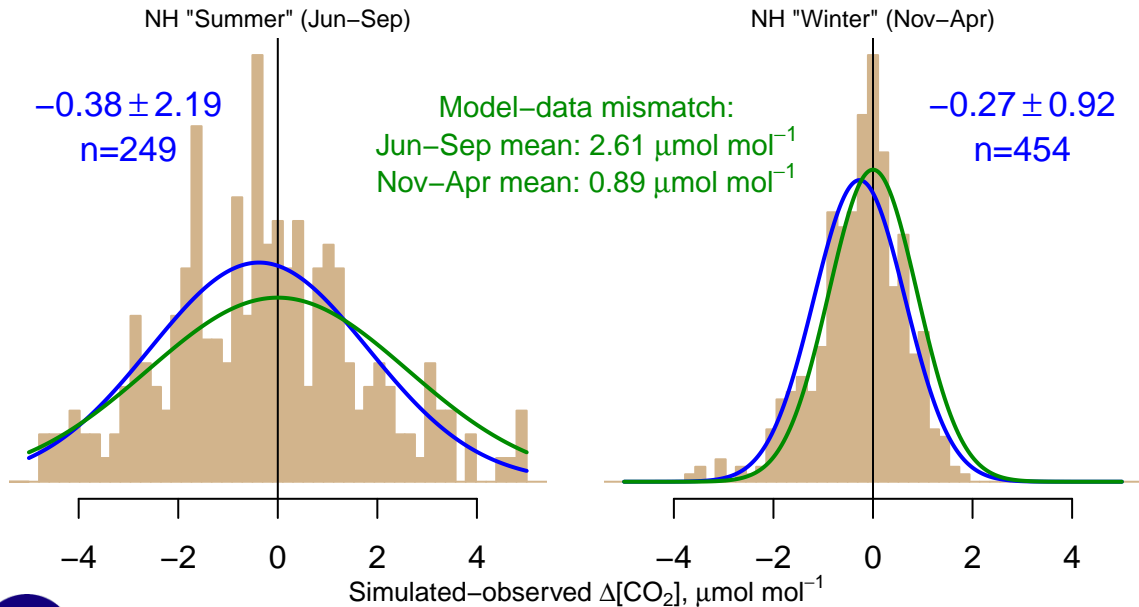 NH "Summer" (Jun−Sep)
−0.38 ± 2.19
n=249
Model−data mismatch:
Jun−Sep mean: 2.61 μmol mol⁻¹
Nov−Apr mean: 0.89 μmol mol⁻¹
NH "Winter" (Nov−Apr)
−0.27 ± 0.92
n=454
−4 −2 0 2 4
−4 −2 0 2 4
Simulated−observed Δ[CO₂], μmol mol⁻¹